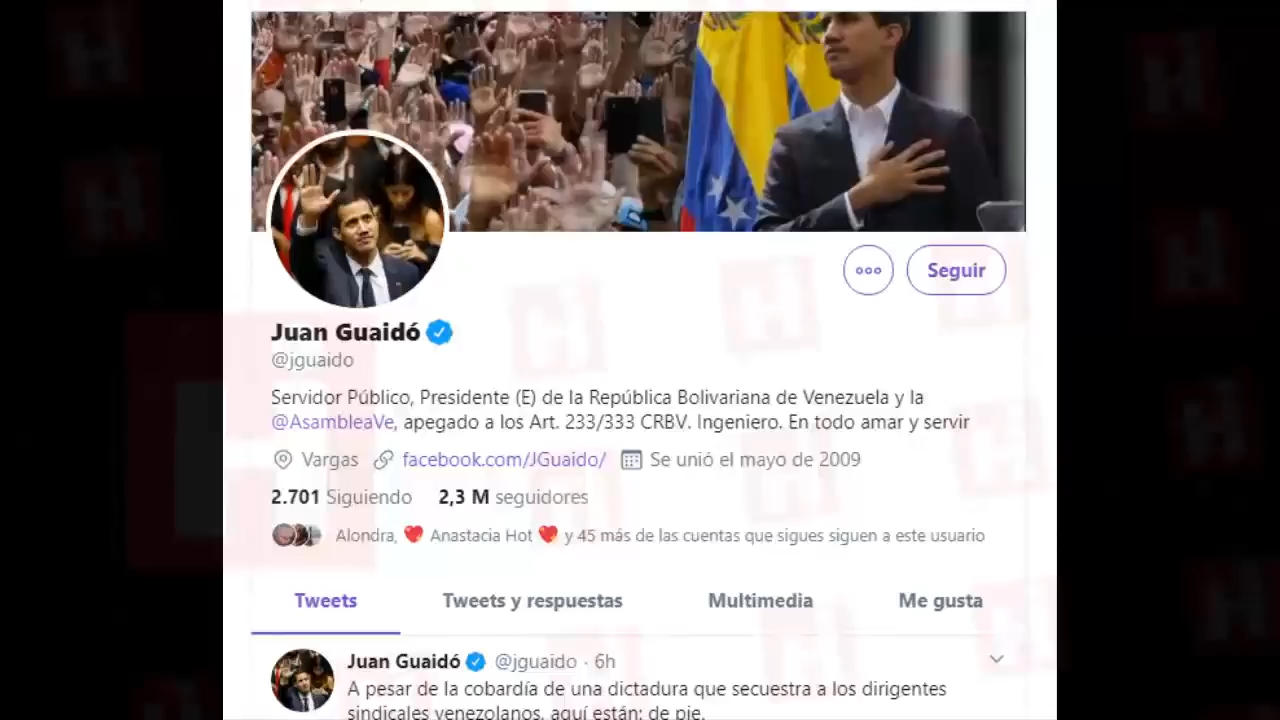 Seguir
Juan Guaidó
@jguaido
Servidor Público, Presidente (E) de la República Bolivariana de Venezuela y la
@AsambleaVe, apegado a los Art. 233/333 CRBV. Ingeniero. En todo amar y servir
Vargas facebook.com/JGuaido/ Se unió el mayo de 2009
2.701 Siguiendo 2,3 M seguidores
Alondra, ❤️ Anastacia Hot ❤️ y 45 más de las cuentas que sigues siguen a este usuario
Tweets Tweets y respuestas Multimedia Me gusta
Juan Guaidó @jguaido · 6h
A pesar de la cobardía de una dictadura que secuestra a los dirigentes
sindicales venezolanos, aquí están: de pie.